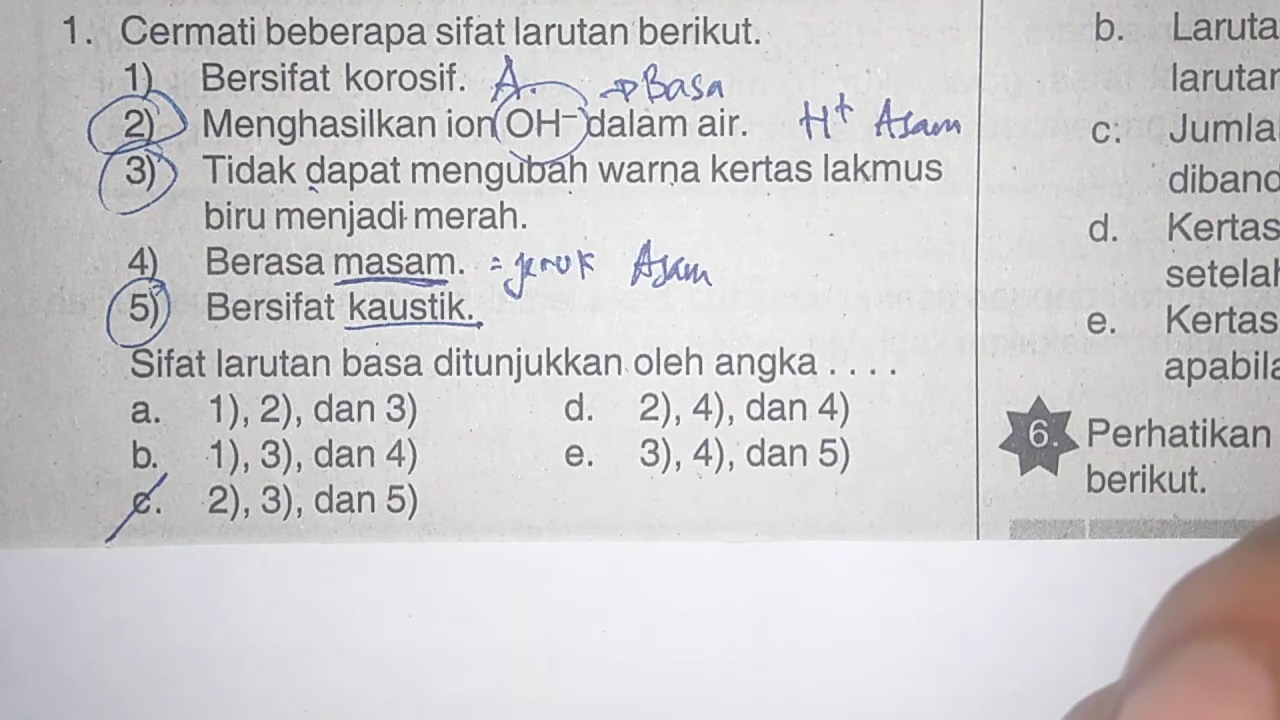 1. Cermati beberapa sifat larutan berikut.
1) Bersifat korosif. A. → Basa
2) Menghasilkan ion OH⁻ dalam air. H⁺ Asam
3) Tidak dapat mengubah warna kertas lakmus
biru menjadi merah.
4) Berasa masam. = jeruk Asam
5) Bersifat kaustik.
Sifat larutan basa ditunjukkan oleh angka . . . .
a. 1), 2), dan 3)
b. 1), 3), dan 4)
c. 2), 3), dan 5)
d. 2), 4), dan 4)
e. 3), 4), dan 5)
b. Laruta
larutar
c. Jumla
diband
d. Kertas
setelah
e. Kertas
apabila
6. Perhatikan
berikut.